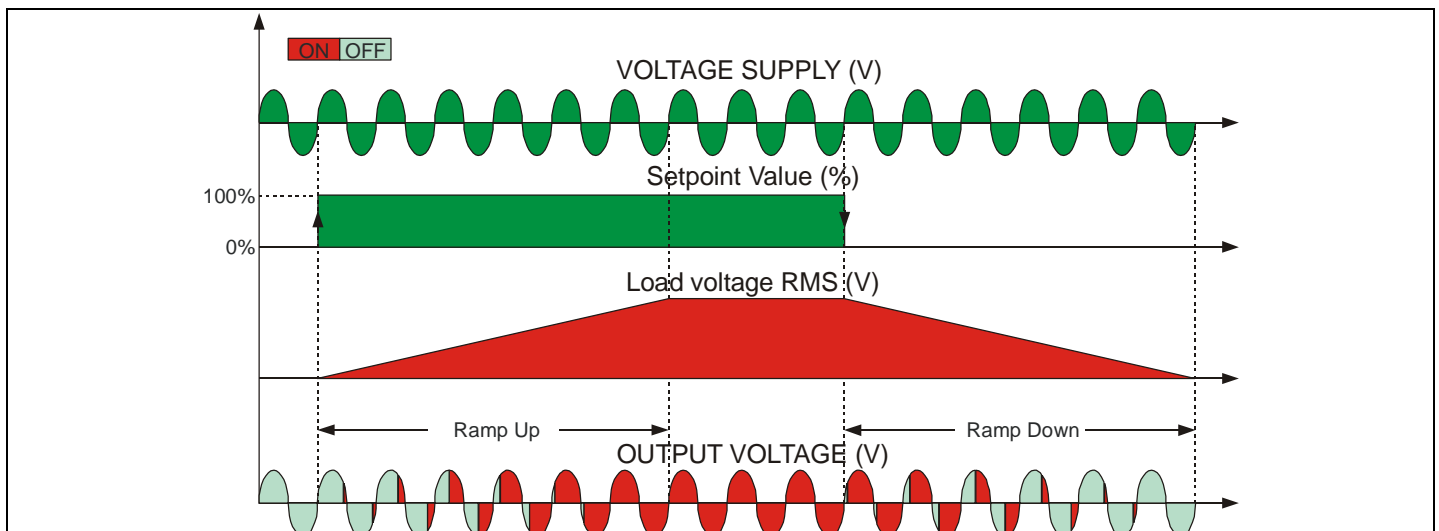 ON OFF
VOLTAGE SUPPLY (V)
Setpoint Value (%)
100%
0%
Load voltage RMS (V)
Ramp Up
Ramp Down
OUTPUT VOLTAGE (V)